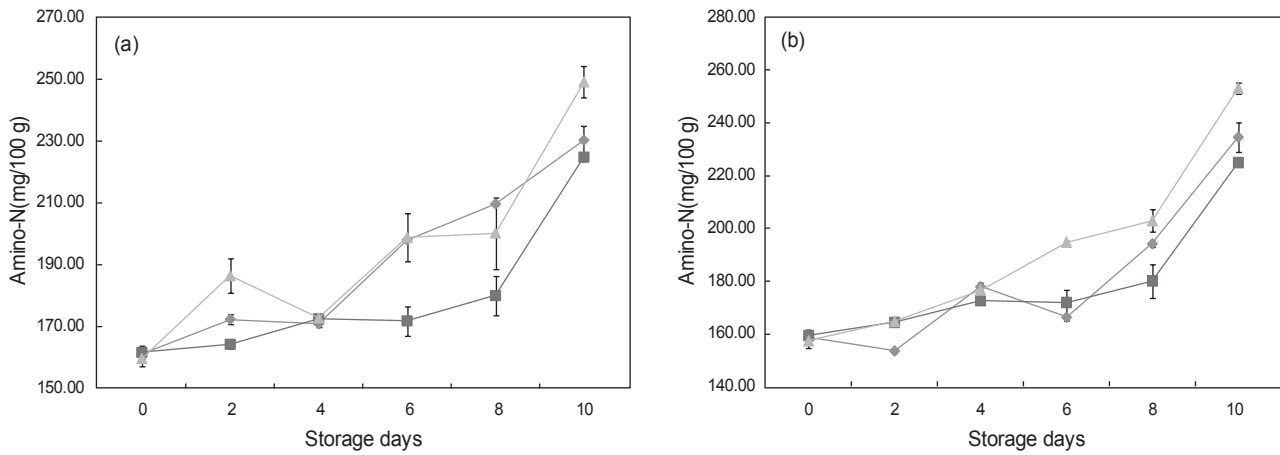 (a)
270.00
250.00
230.00
210.00
190.00
170.00
150.00
Amino-N(mg/100 g)
0 2 4 6 8 10
Storage days
(b)
280.00
260.00
240.00
220.00
200.00
180.00
160.00
140.00
Amino-N(mg/100 g)
0 2 4 6 8 10
Storage days